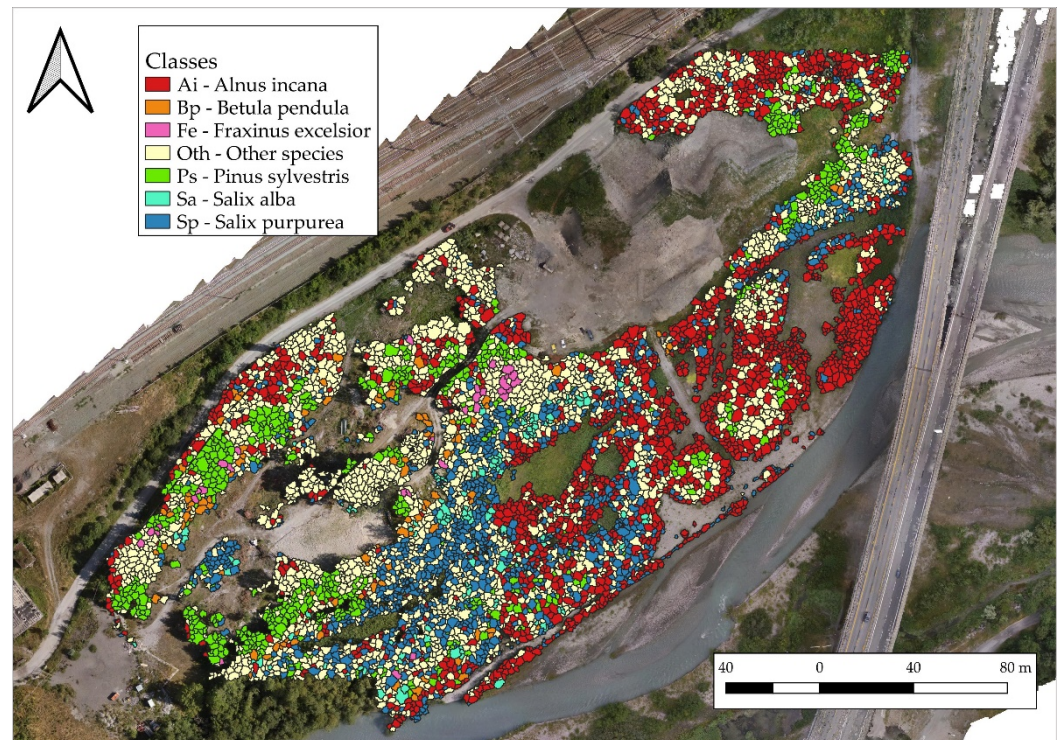 Classes
Ai - Alnus incana
Bp - Betula pendula
Fe - Fraxinus excelsior
Oth - Other species
Ps - Pinus sylvestris
Sa - Salix alba
Sp - Salix purpurea
40 0 40 80 m